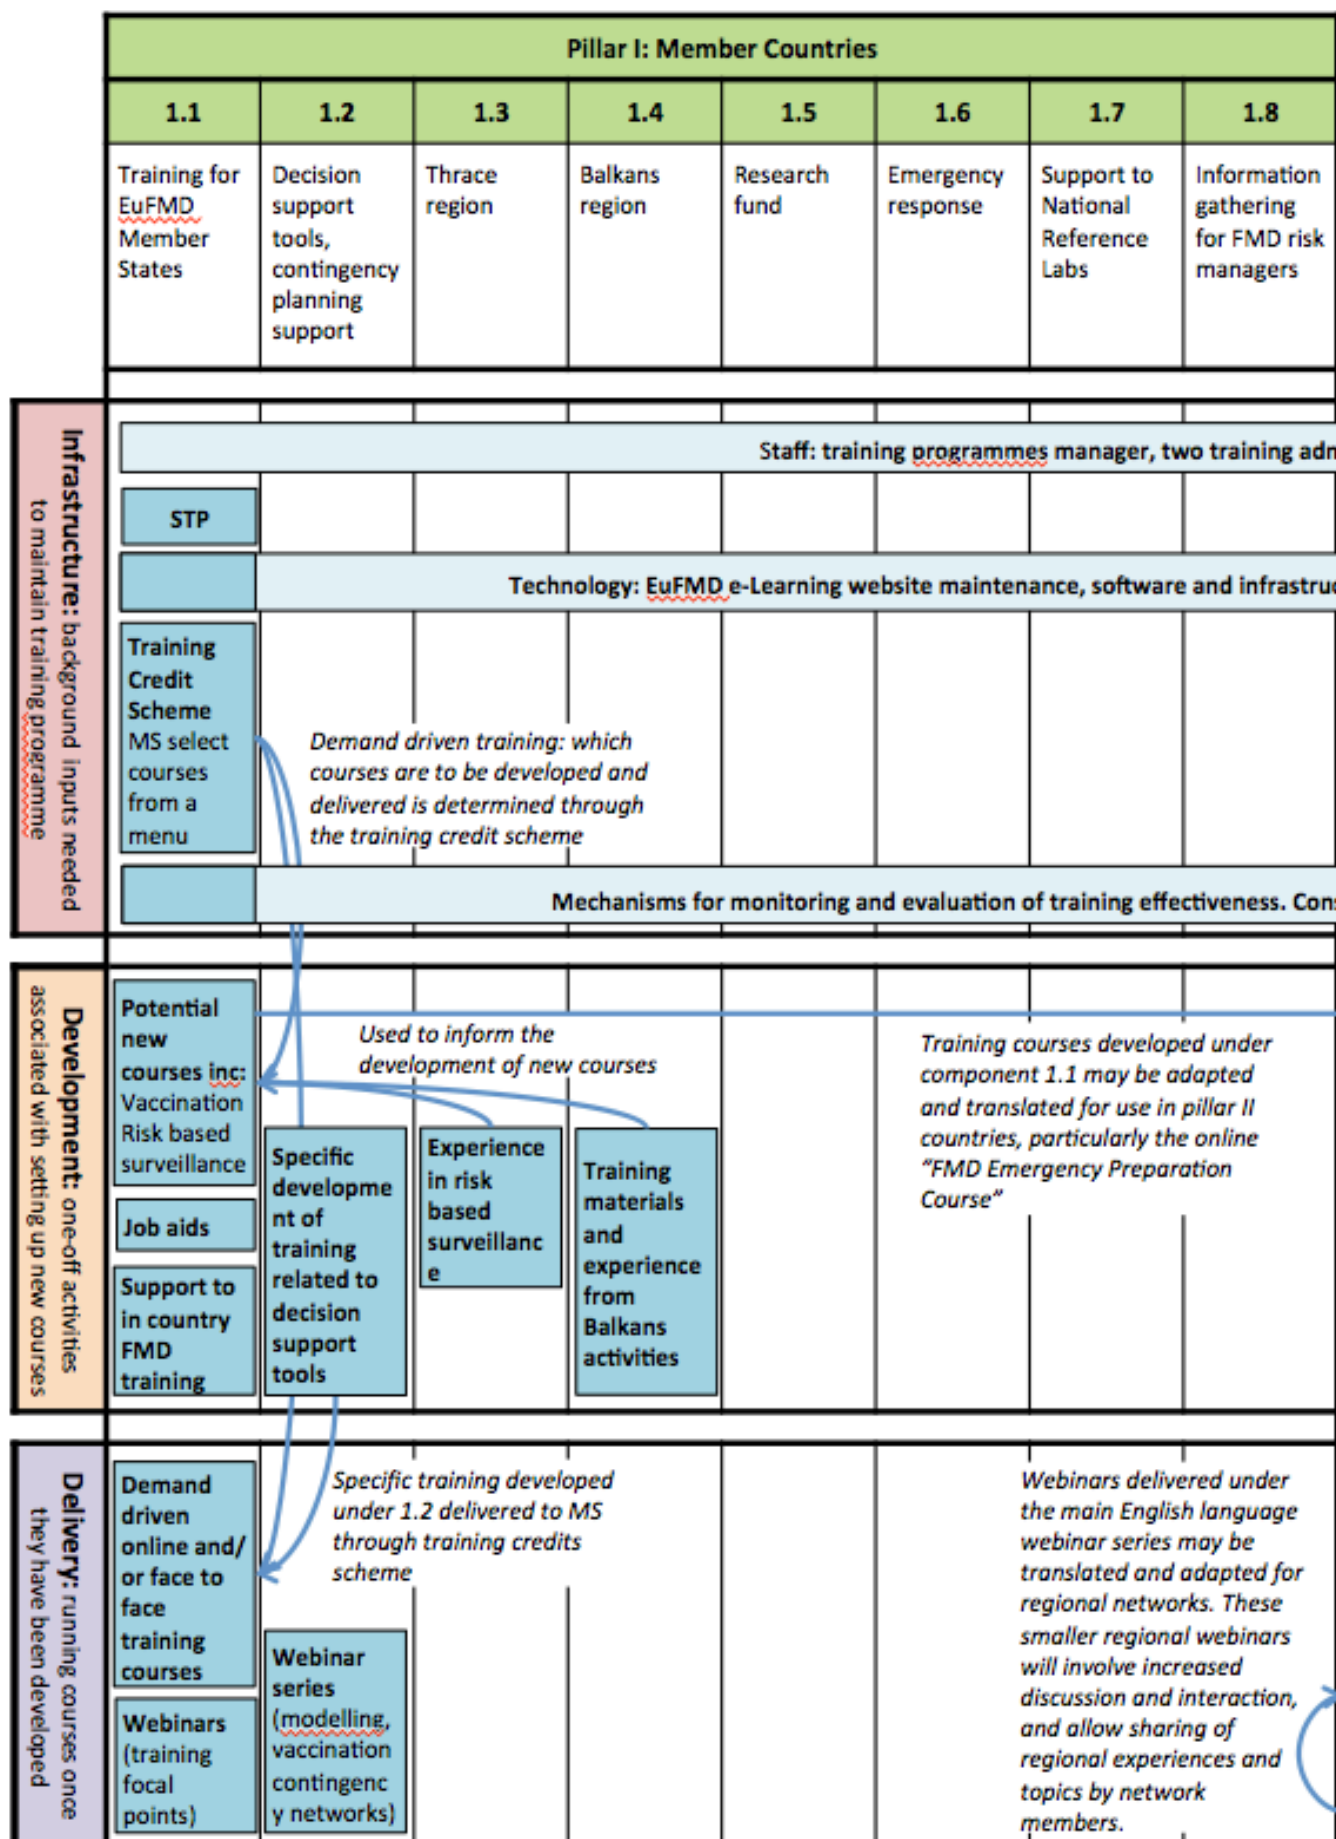 Pillar I: Member Countries
1.1
1.2
1.3
1.4
1.5
1.6
1.7
1.8
Training for
EuFMD
Member
States
Decision
support
tools,
contingency
planning
support
Thrace
region
Balkans
region
Research
fund
Emergency
response
Support to
National
Reference
Labs
Information
gathering
for FMD risk
managers
Infrastructure: background inputs needed
to maintain training programme
Staff: training programmes manager, two training adm
STP
Technology: EuFMD e-Learning website maintenance, software and infrastruc
Training
Credit
Scheme
MS select
courses
from a
menu
Demand driven training: which
courses are to be developed and
delivered is determined through
the training credit scheme
Mechanisms for monitoring and evaluation of training effectiveness. Cons
Development: one-off activities
associated with setting up new courses
Potential
new
courses inc:
Vaccination
Risk based
surveillance
Job aids
Support to
in country
FMD
training
Used to inform the
development of new courses
Specific
developme
nt of
training
related to
decision
support
tools
Experience
in risk
based
surveillanc
e
Training
materials
and
experience
from
Balkans
activities
Training courses developed under
component 1.1 may be adapted
and translated for use in pillar II
countries, particularly the online
“FMD Emergency Preparation
Course”
Delivery: running courses once
they have been developed
Demand
driven
online and/
or face to
face
training
courses
Webinars
(training
focal
points)
Specific training developed
under 1.2 delivered to MS
through training credits
scheme
Webinar
series
(modelling,
vaccination
contingenc
y networks)
Webinars delivered under
the main English language
webinar series may be
translated and adapted for
regional networks. These
smaller regional webinars
will involve increased
discussion and interaction,
and allow sharing of
regional experiences and
topics by network
members.